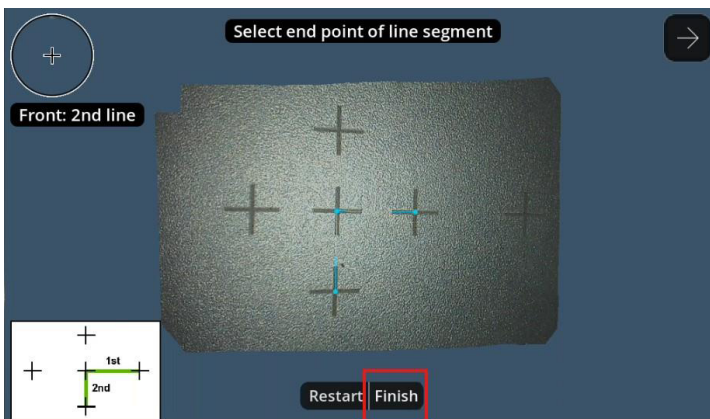 Select end point of line segment
Front: 2nd line
1st
2nd
Restart Finish